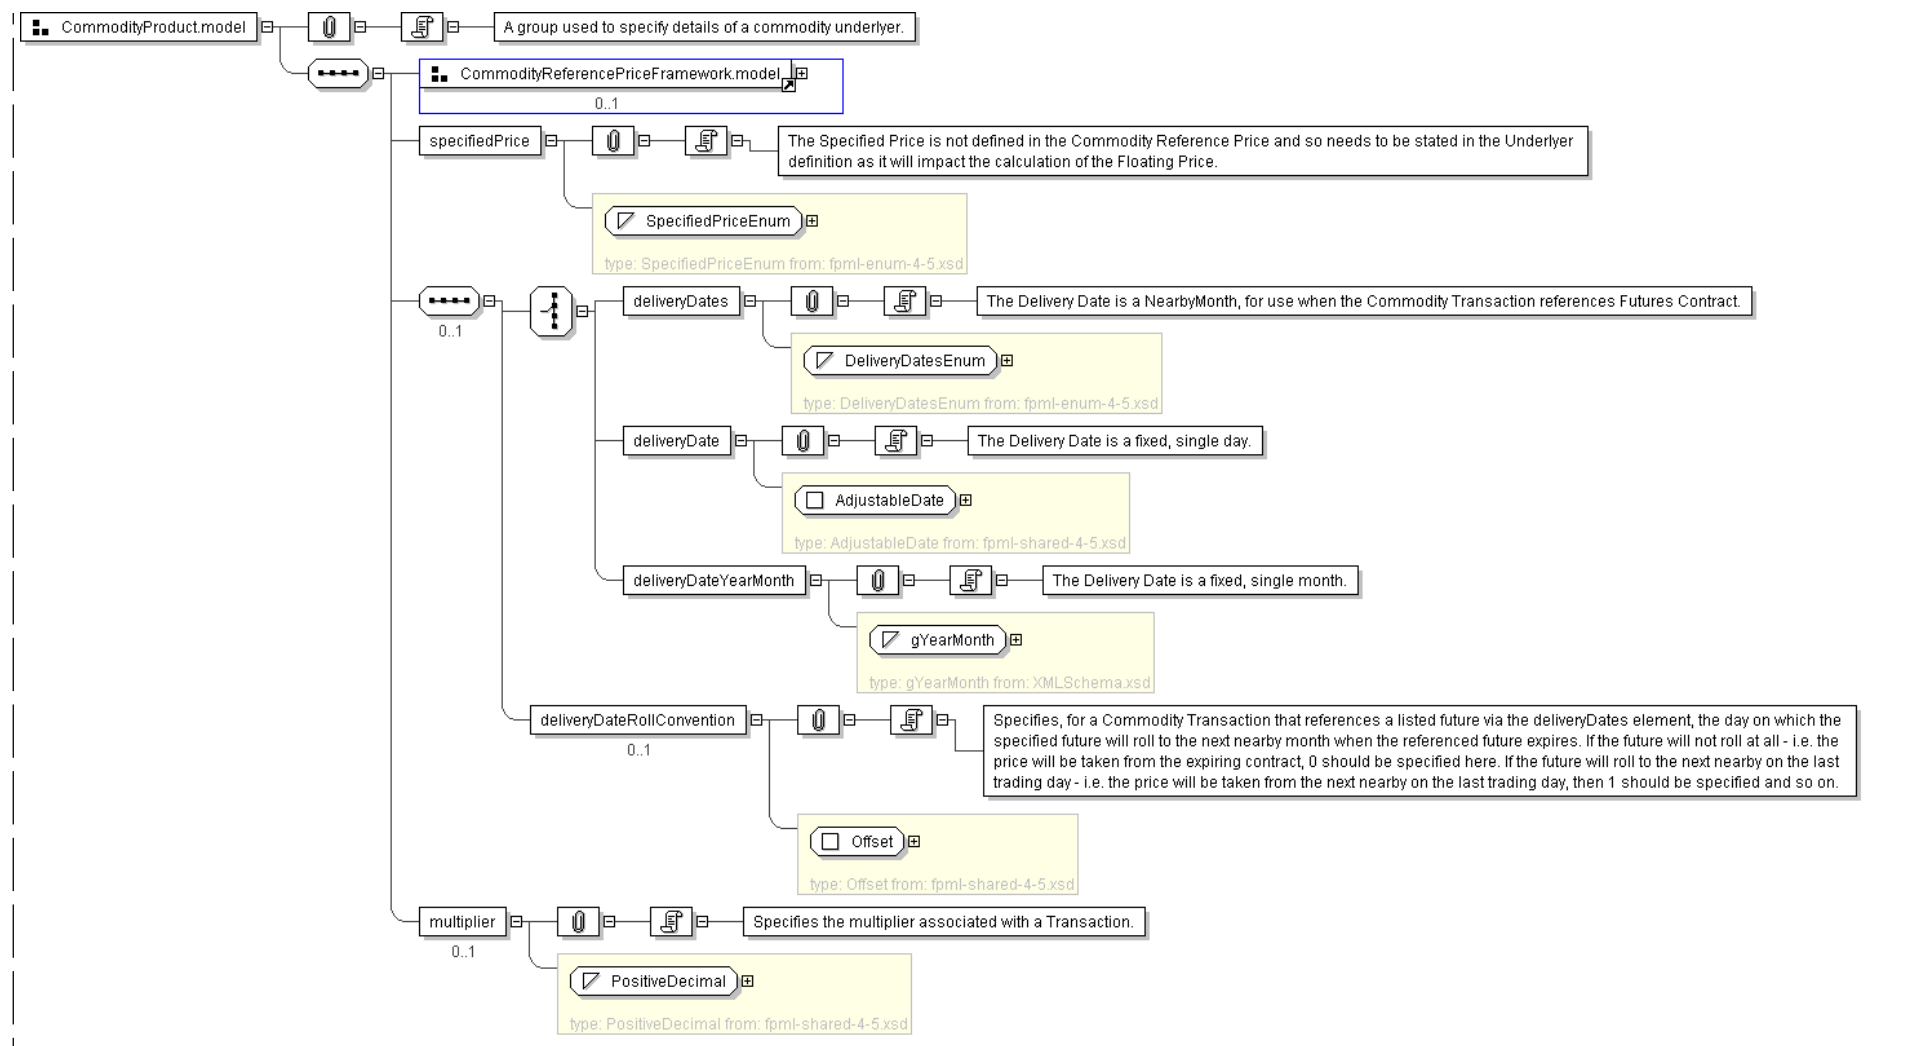 CommodityProduct.model
A group used to specify details of a commodity underlyer.
CommodityReferencePriceFramework.model
0..1
specifiedPrice
The Specified Price is not defined in the Commodity Reference Price and so needs to be stated in the Underlyer
definition as it will impact the calculation of the Floating Price.
SpecifiedPriceEnum
type: SpecifiedPriceEnum from: fpml-enum-4-5.xsd
0..1
deliveryDates
The Delivery Date is a NearbyMonth, for use when the Commodity Transaction references Futures Contract.
DeliveryDatesEnum
type: DeliveryDatesEnum from: fpml-enum-4-5.xsd
deliveryDate
The Delivery Date is a fixed, single day.
AdjustableDate
type: AdjustableDate from: fpml-shared-4-5.xsd
deliveryDateYearMonth
The Delivery Date is a fixed, single month.
gYearMonth
type: gYearMonth from: XMLSchema.xsd
deliveryDateRollConvention
0..1
Specifies, for a Commodity Transaction that references a listed future via the deliveryDates element, the day on which the
specified future will roll to the next nearby month when the referenced future expires. If the future will not roll at all - i.e. the
price will be taken from the expiring contract, 0 should be specified here. If the future will roll to the next nearby on the last
trading day - i.e. the price will be taken from the next nearby on the last trading day, then 1 should be specified and so on.
Offset
type: Offset from: fpml-shared-4-5.xsd
multiplier
0..1
Specifies the multiplier associated with a Transaction.
PositiveDecimal
type: PositiveDecimal from: fpml-shared-4-5.xsd